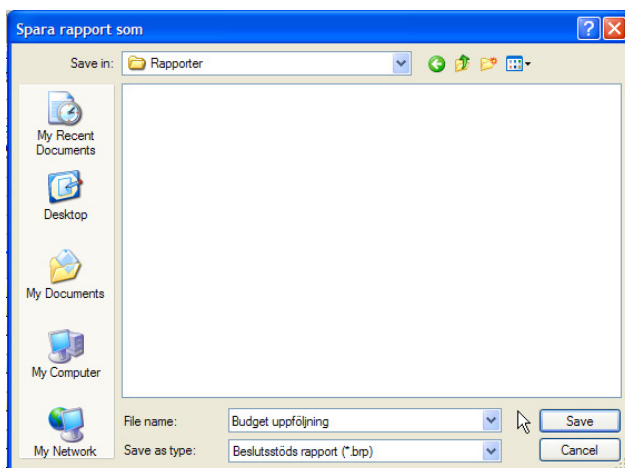 Spara rapport som
Save in:
Rapporter
My Recent
Documents
Desktop
My Documents
My Computer
My Network
File name:
Budget uppföljning
Save
Save as type:
Beslutsstöds rapport (*.brp)
Cancel